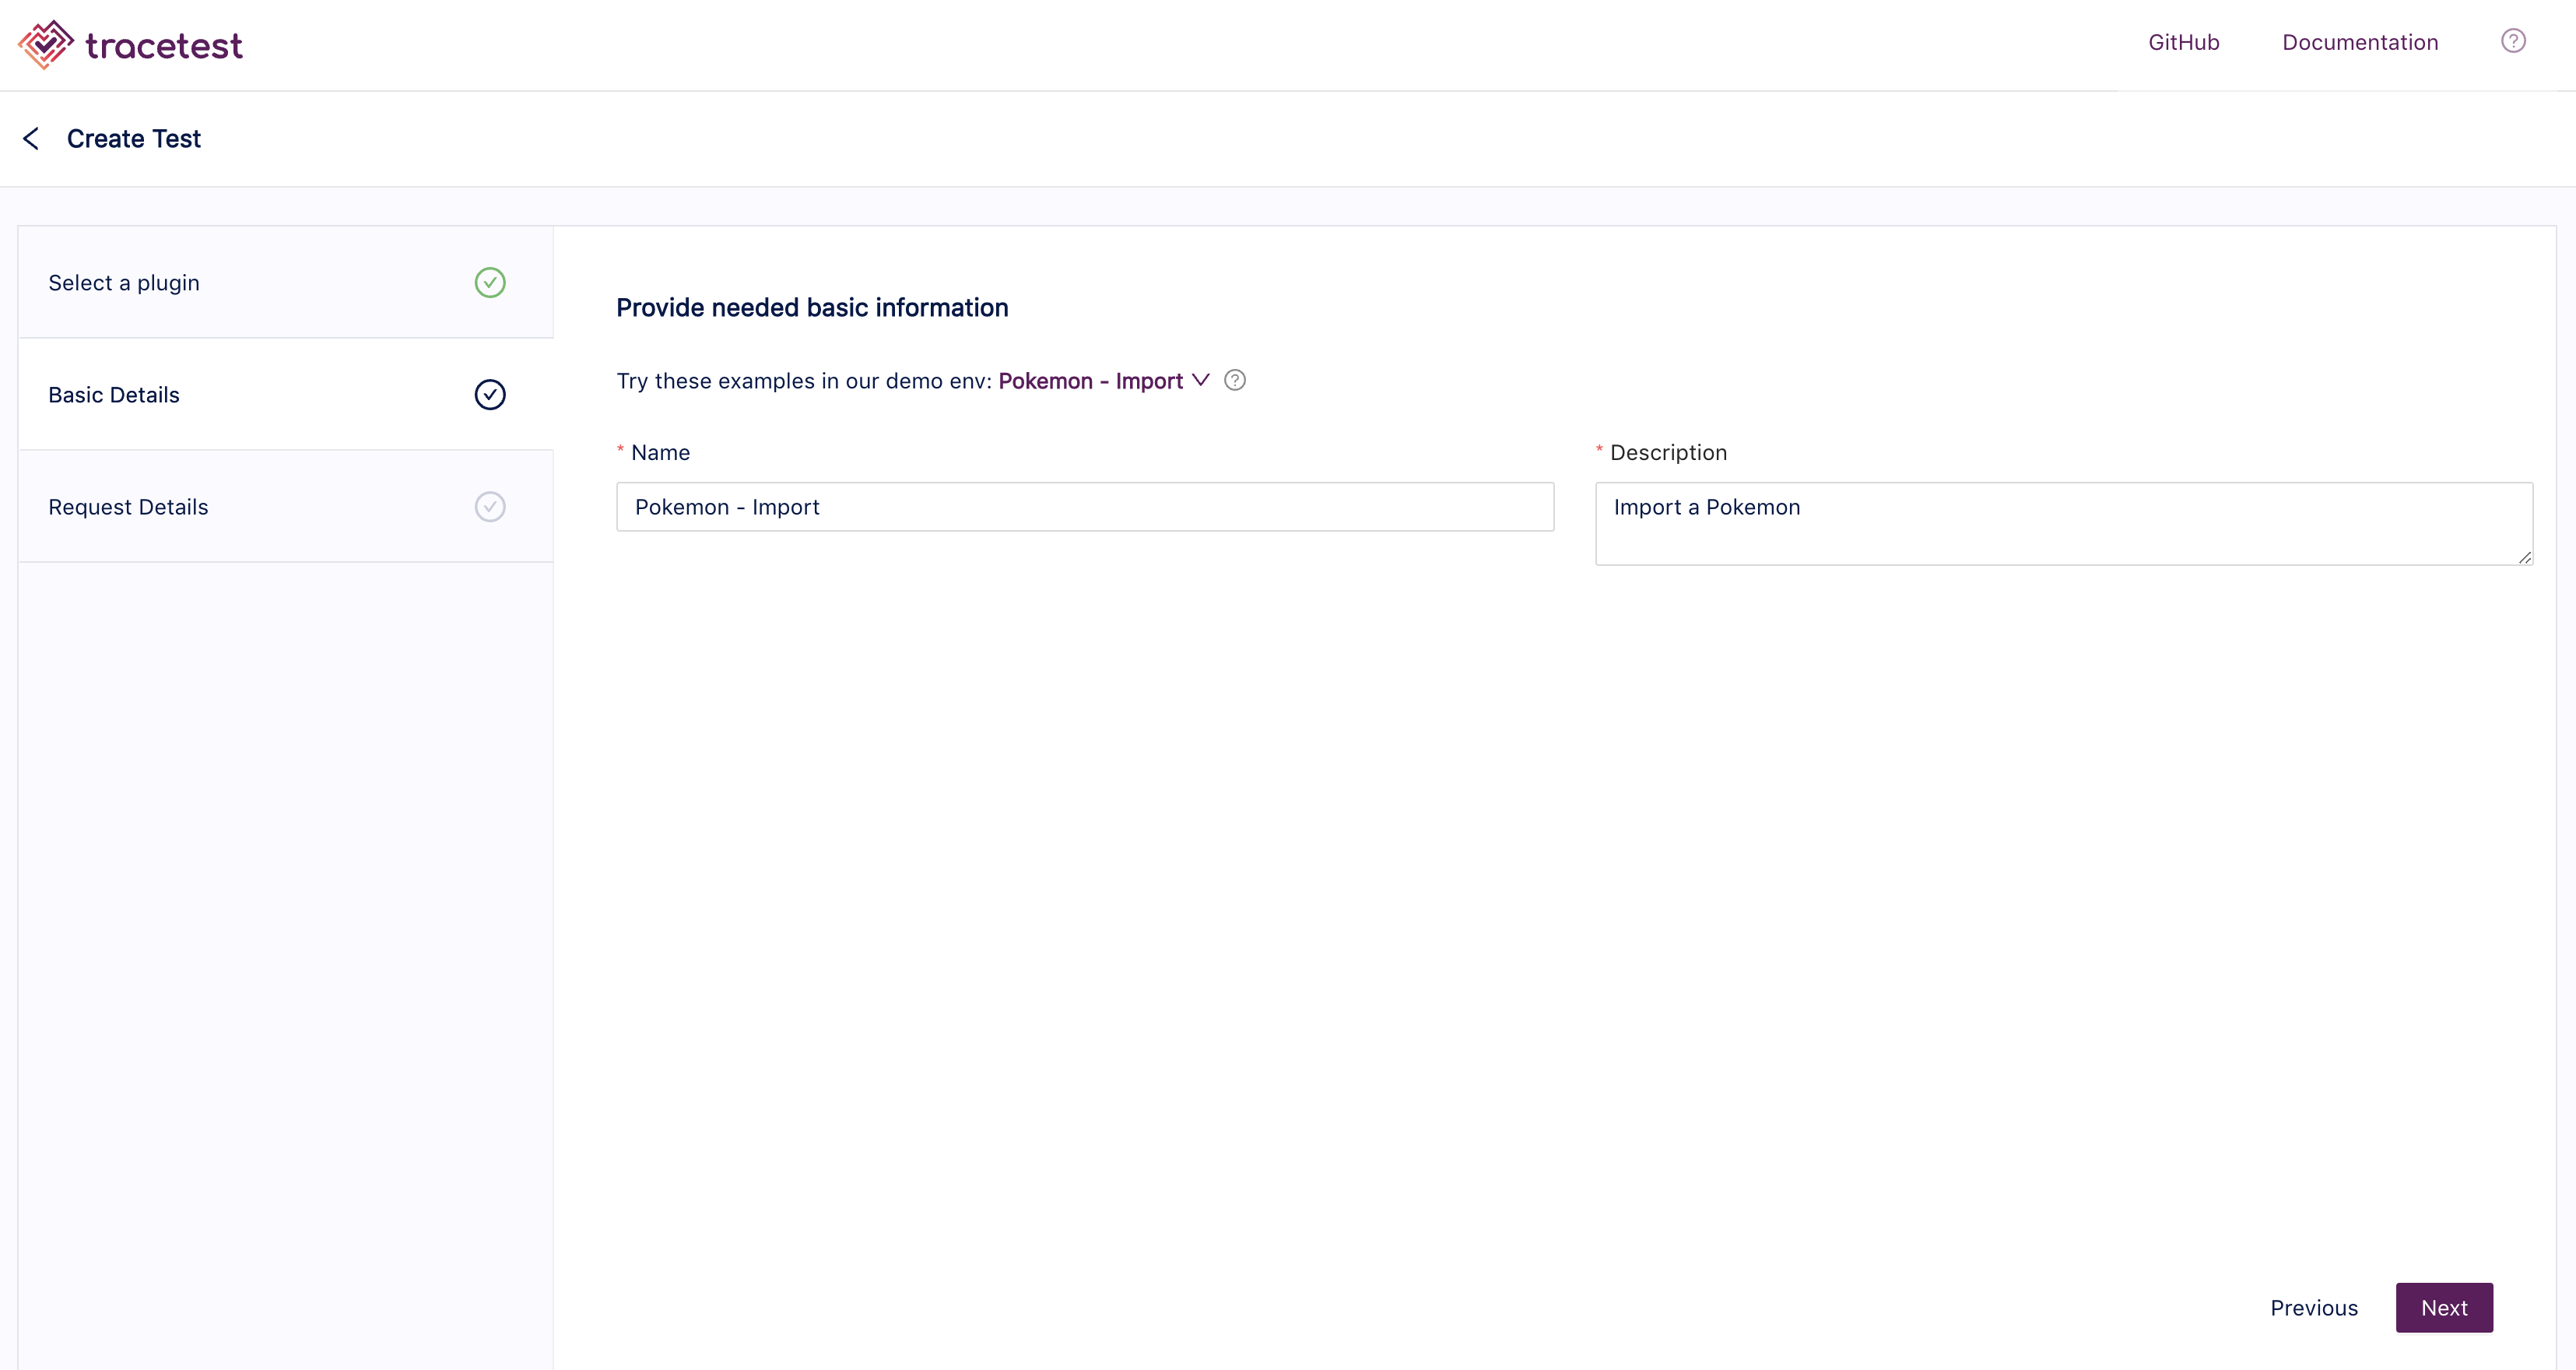 tracetest
GitHub
Documentation
Create Test
Select a plugin
Basic Details
Request Details
Provide needed basic information
Try these examples in our demo env: Pokemon - Import
* Name
Pokemon - Import
* Description
Import a Pokemon
Previous
Next